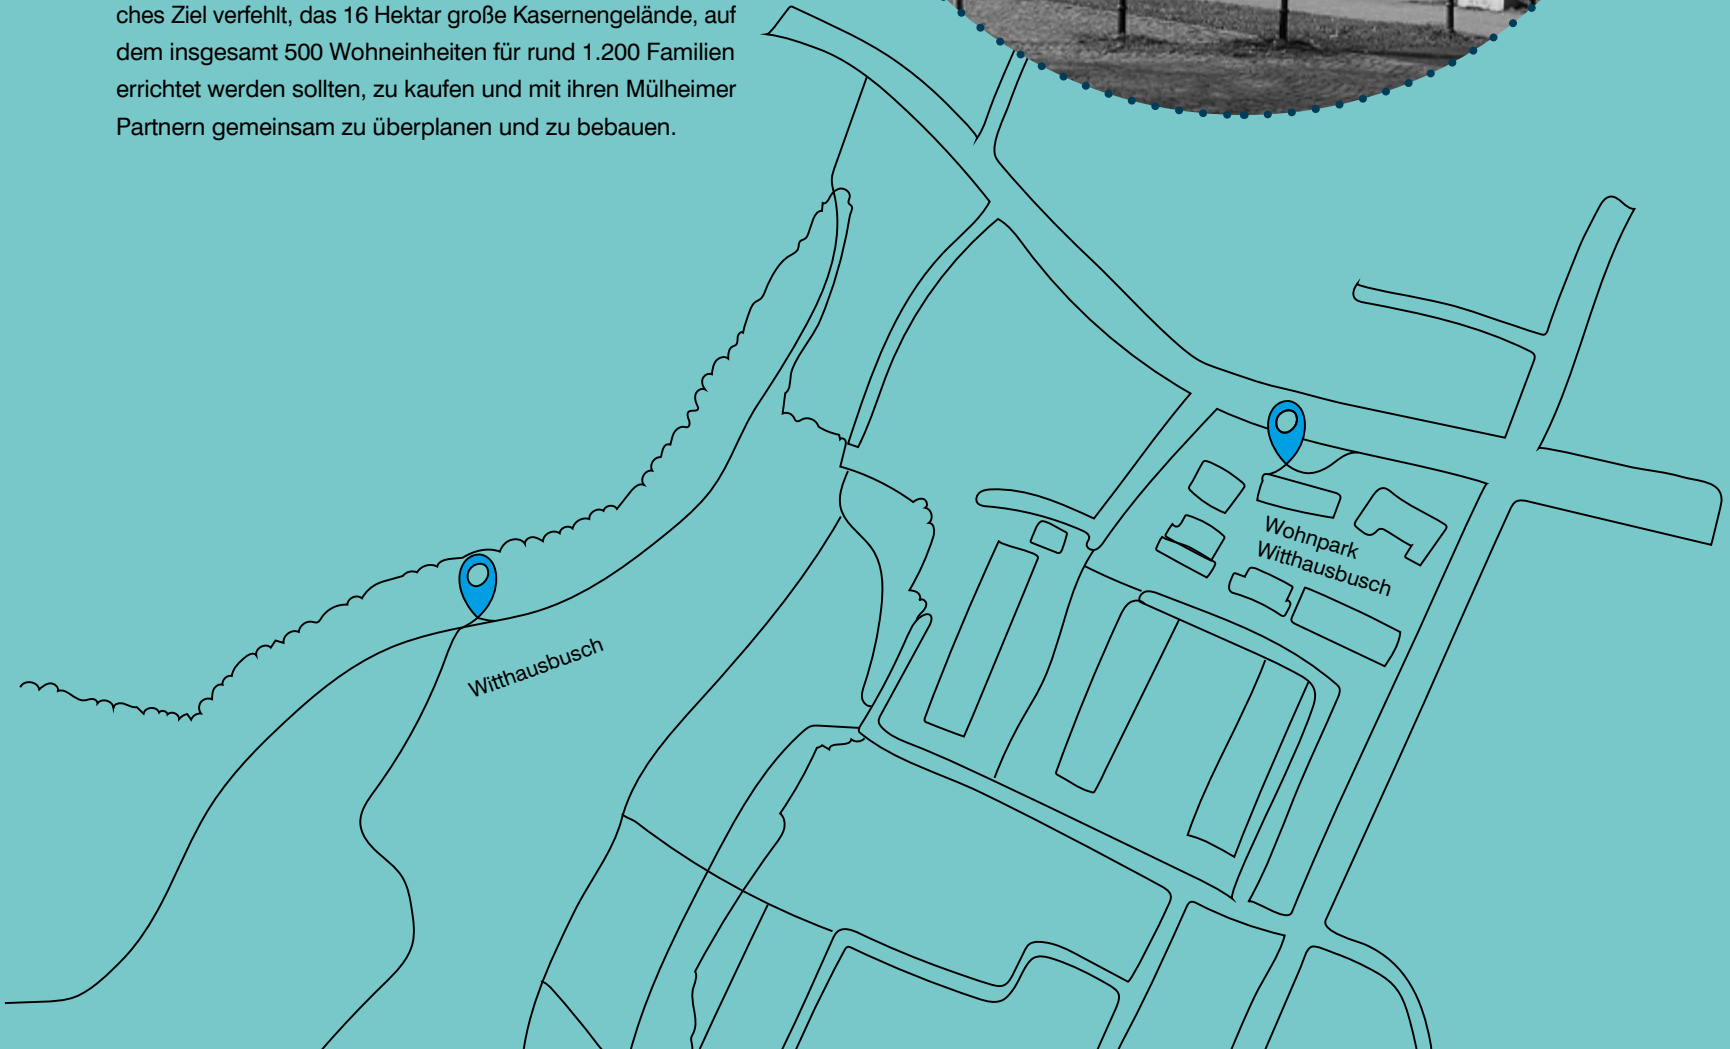 ches Ziel verfehlt, das 16 Hektar große Kasernengelände, auf
dem insgesamt 500 Wohneinheiten für rund 1.200 Familien
errichtet werden sollten, zu kaufen und mit ihren Mülheimer
Partnern gemeinsam zu überplanen und zu bebauen.
Wohnpark
Witthausbusch
Witthausbusch